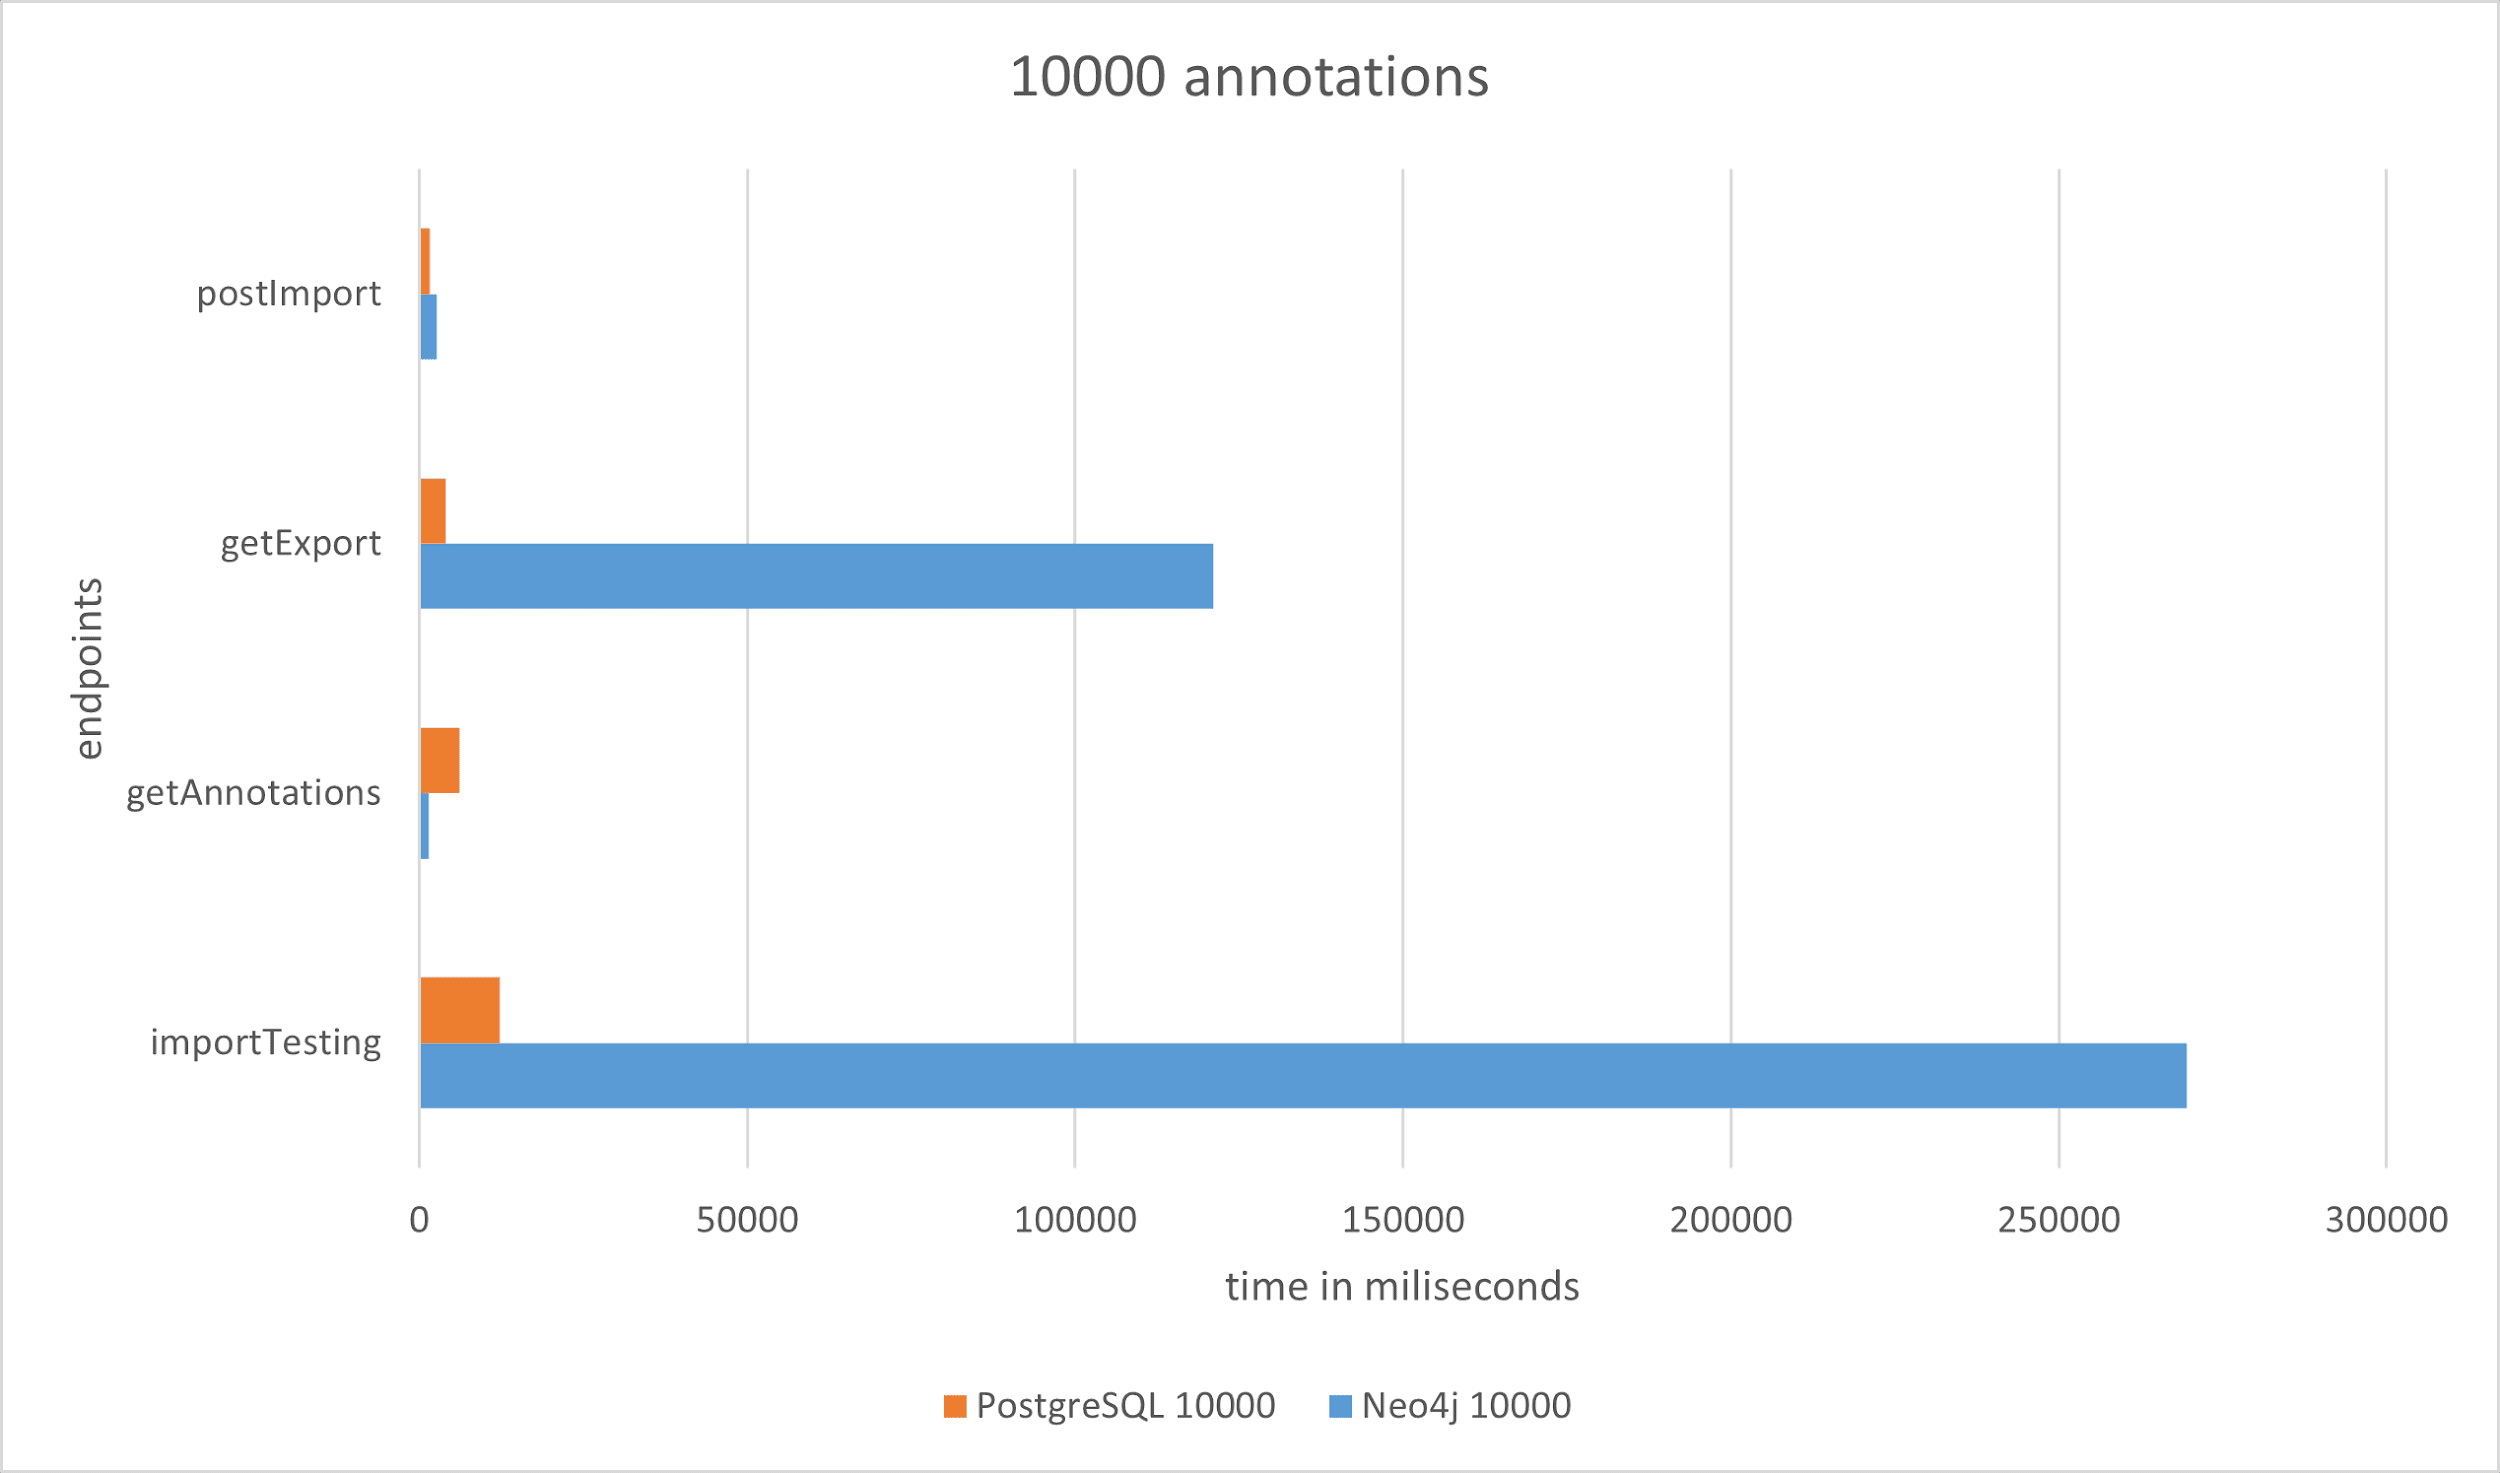 10000 annotations
postImport
getExport
endpoints
getAnnotations
importTesting
0 50000 100000 150000 200000 250000 300000
time in miliseconds
PostgreSQL 10000 Neo4j 10000